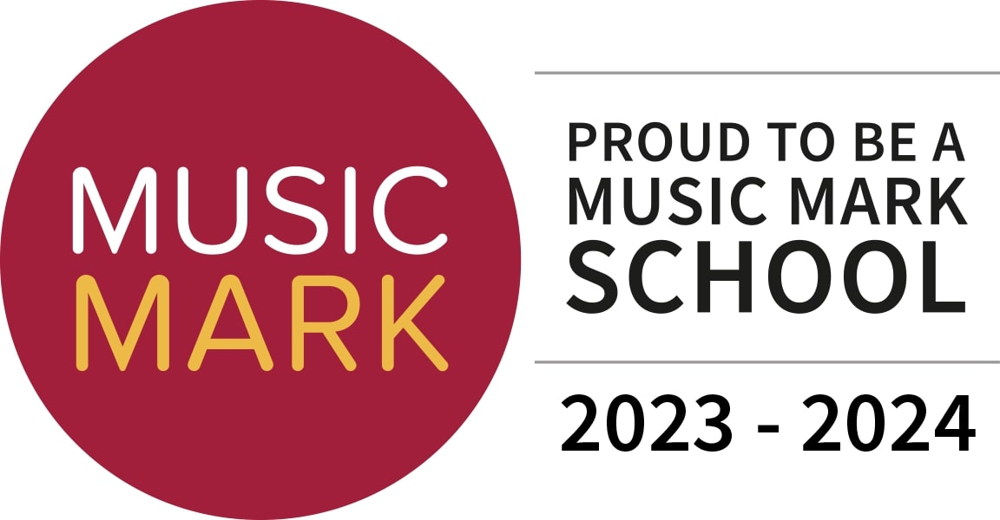 MUSIC
MARK
PROUD TO BE A
MUSIC MARK
SCHOOL
2023 - 2024